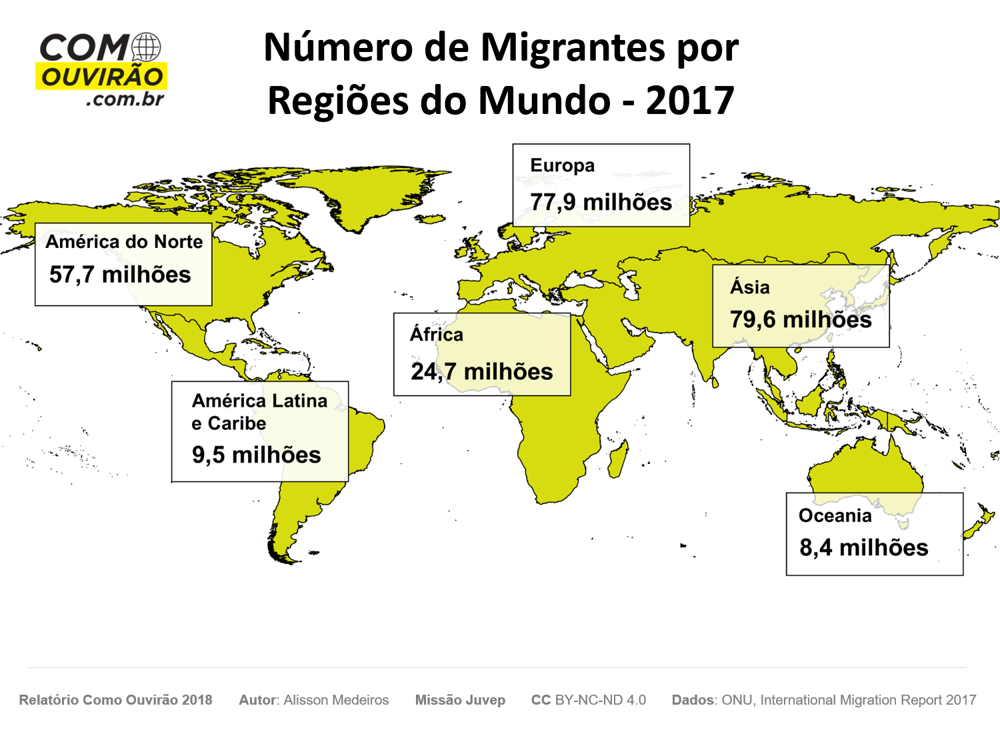 COMO
OUVIRÃO
.com.br
Número de Migrantes por
Regiões do Mundo - 2017
Europa
77,9 milhões
América do Norte
57,7 milhões
Ásia
79,6 milhões
África
24,7 milhões
América Latina
e Caribe
9,5 milhões
Oceania
8,4 milhões
Relatório Como Ouvirão 2018 Autor: Alisson Medeiros Missão Juvep CC BY-NC-ND 4.0 Dados: ONU, International Migration Report 2017